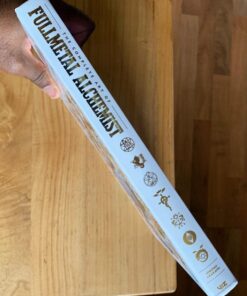 THE COMPLETE ART OF
FULLMETAL ALCHEMIST